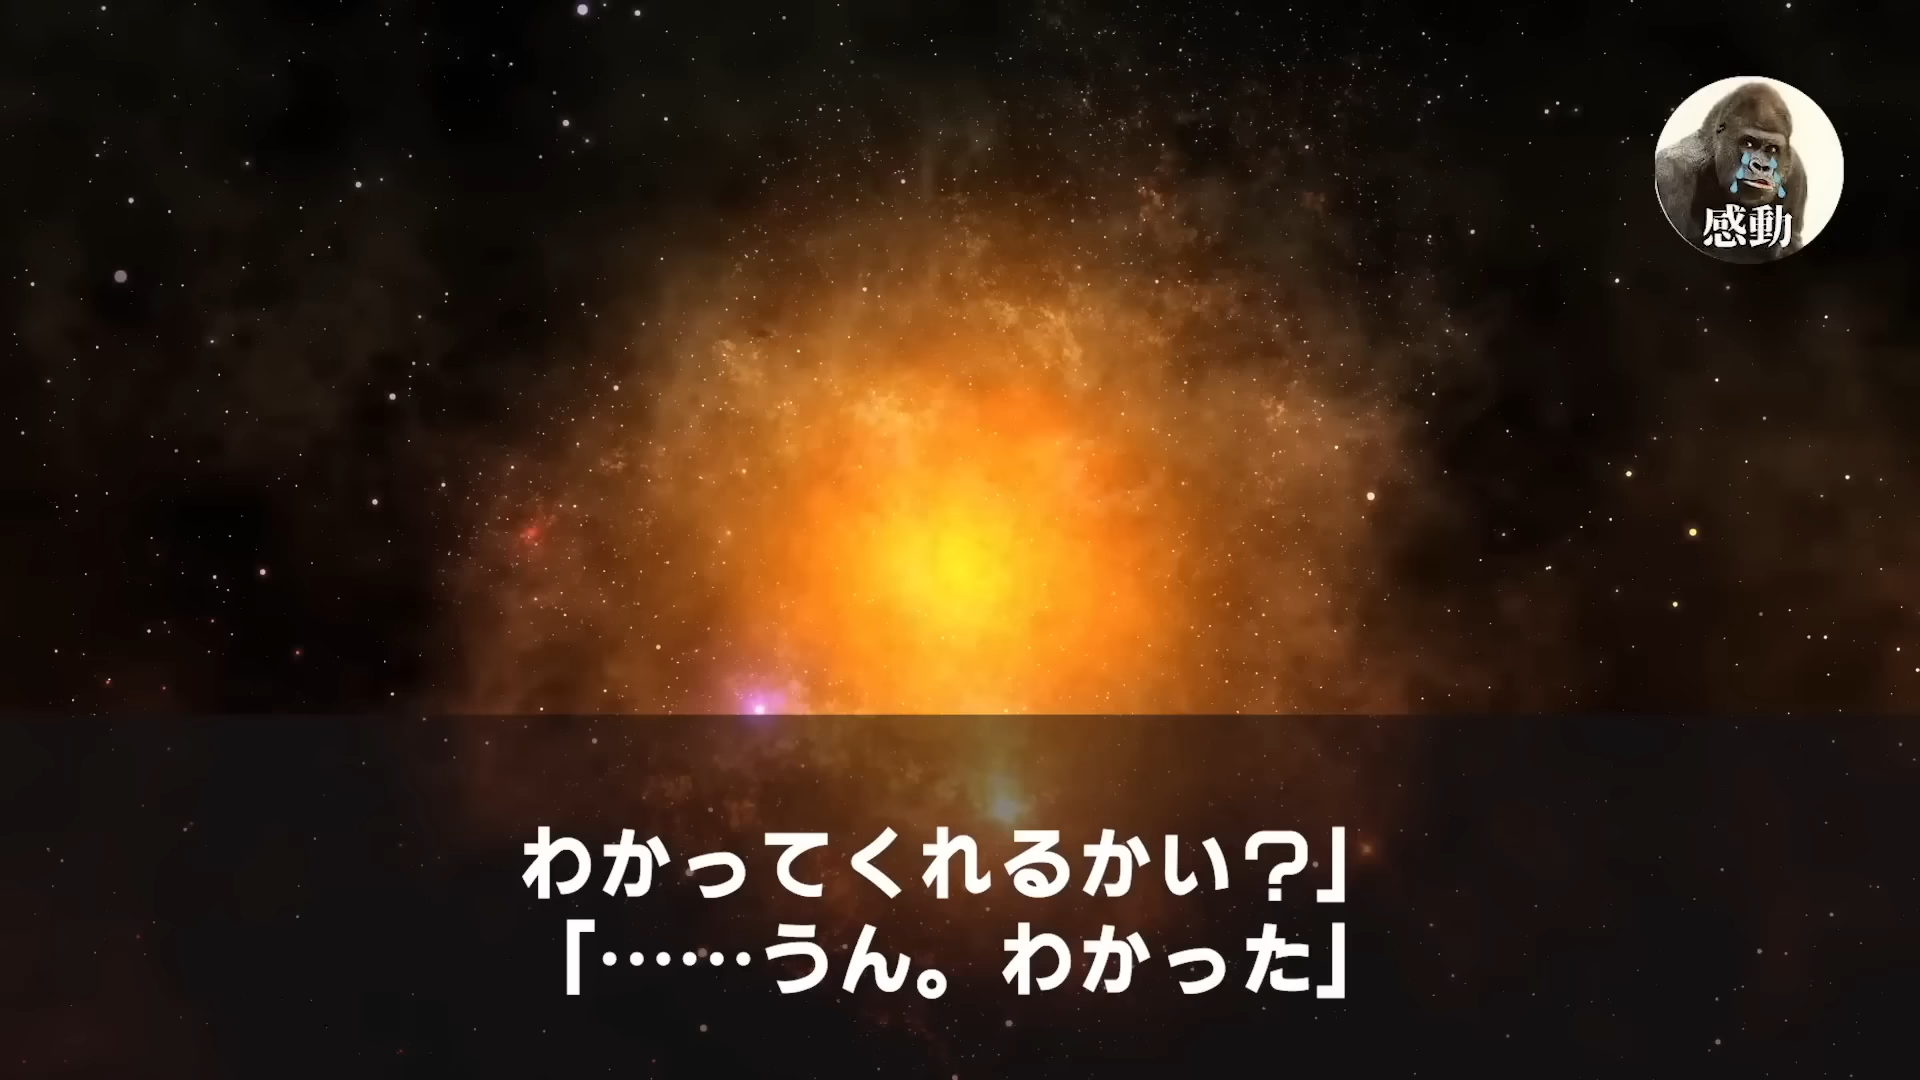 感動
わかってくれるかい？」
「……うん。わかった」